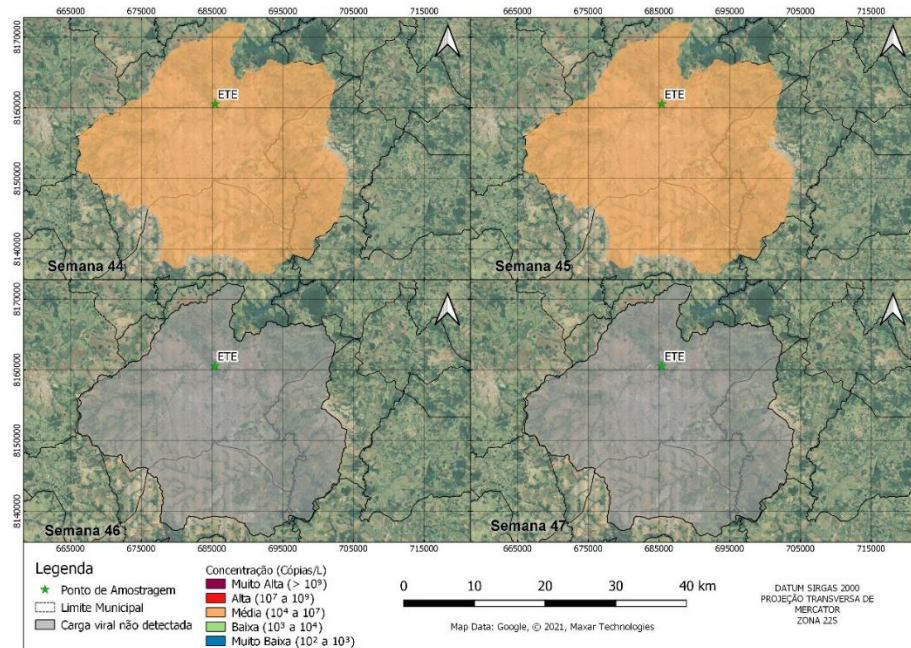 665000 675000 685000 695000 705000 715000 665000 675000 685000 695000 705000 715000
8170000
8160000
8150000
8140000
ETE
Semana 44
ETE
Semana 45
8170000
8160000
8150000
8140000
ETE
Semana 46
ETE
Semana 47
665000 675000 685000 695000 705000 715000 665000 675000 685000 695000 705000 715000
Legenda
Ponto de Amostragem
Limite Municipal
Carga viral não detectada
Concentração (Cópias/L)
Muito Alta (> 10⁹)
Alta (10⁷ a 10⁹)
Média (10⁴ a 10⁷)
Baixa (10³ a 10⁴)
Muito Baixa (10² a 10³)
0 10 20 30 40 km
Map Data: Google, © 2021, Maxar Technologies
DATUM SIRGAS 2000
PROJEÇÃO TRANSVERSA DE
MERCATOR
ZONA 22S